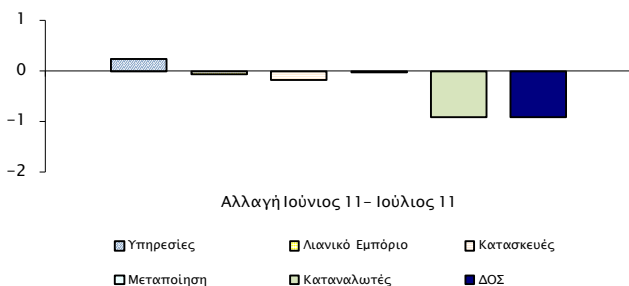 1
0
-1
-2
Αλλαγή Ιούνιος 11- Ιούλιος 11
Υπηρεσίες Λιανικό Εμπόριο Κατασκευές
Μεταποίηση Καταναλωτές ΔΟΣ